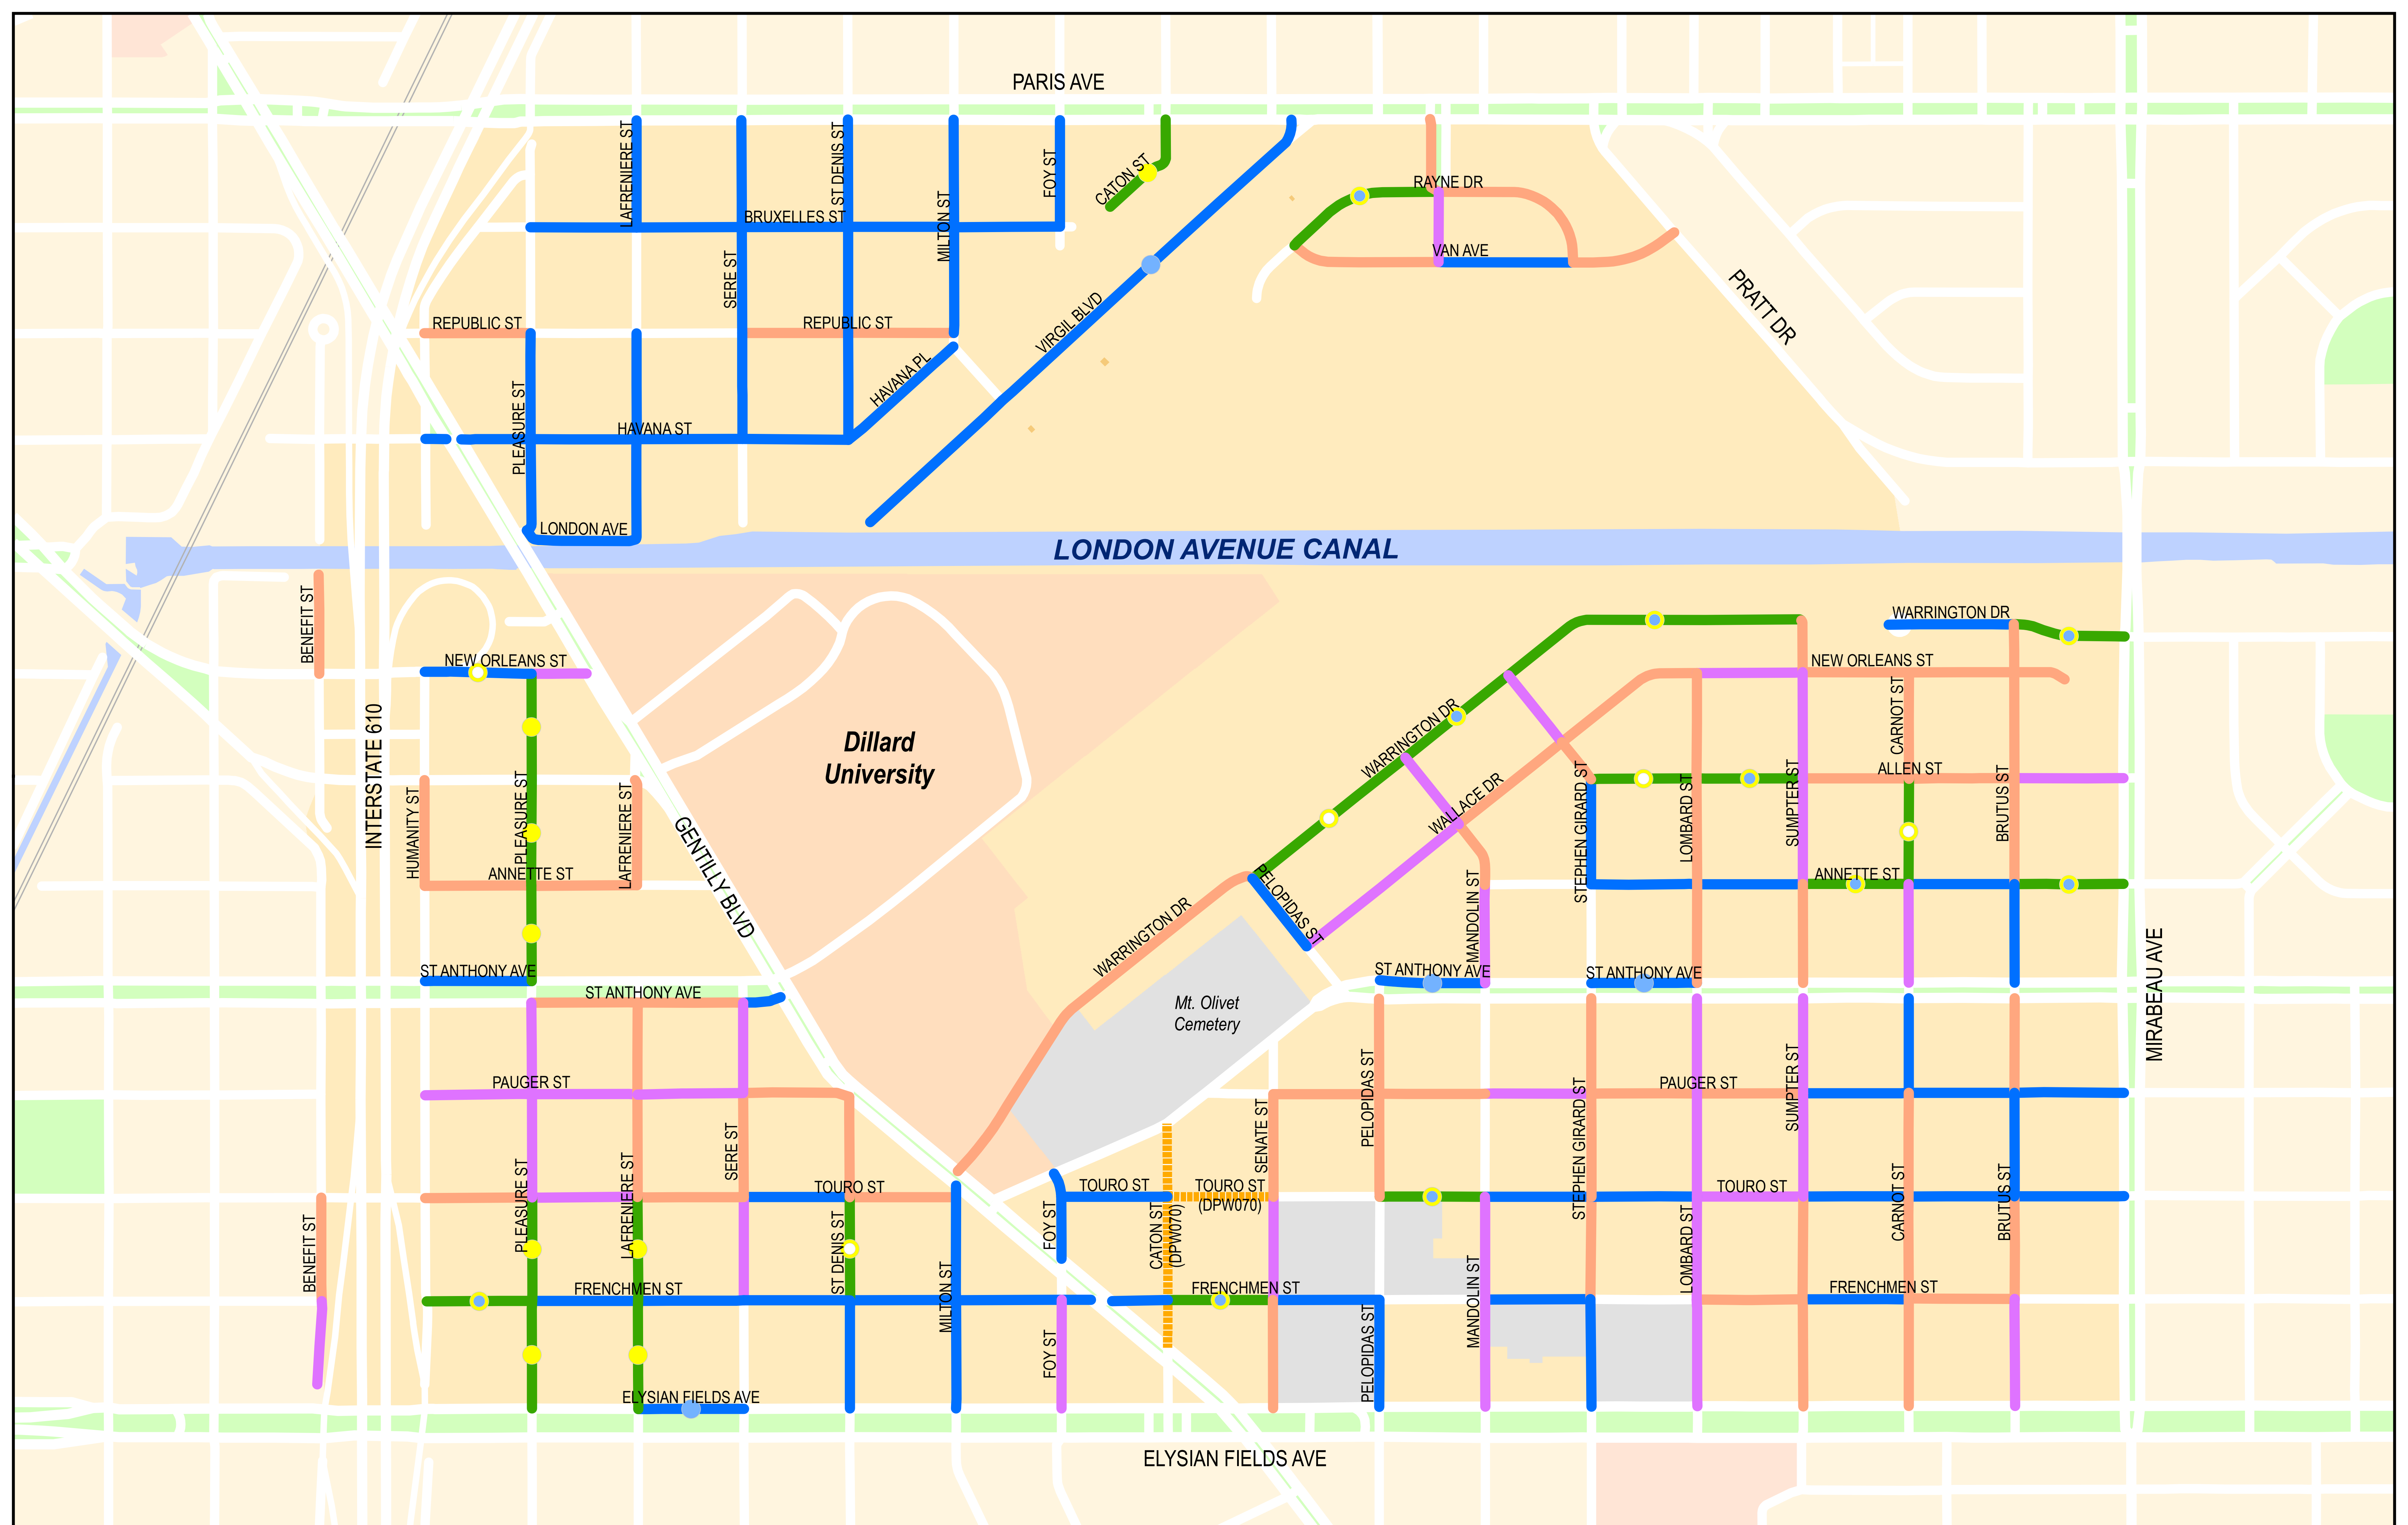 PARIS AVE
LAFRENIERE ST
ST DENIS ST
FOY ST
CATON ST
RAYNE DR
BRUXELLES ST
MILTON ST
SERE ST
VAN AVE
PRATT DR
VIRGIL BLVD
REPUBLIC ST
REPUBLIC ST
HAVANA PL
PLEASURE ST
HAVANA ST
LONDON AVE
LONDON AVENUE CANAL
BENEFIT ST
WARRINGTON DR
NEW ORLEANS ST
NEW ORLEANS ST
INTERSTATE 610
CARNOT ST
WARRINGTON DR
Dillard
University
HUMANITY ST
PLEASURE ST
LAFRENIERE ST
GENTILLY BLVD
WALLACE DR
STEPHEN GIRARD ST
LOMBARD ST
SUMPTER ST
ALLEN ST
BRUTUS ST
ANNETTE ST
ANNETTE ST
PELOPIDAS ST
MANDOLIN ST
WARRINGTON DR
ST ANTHONY AVE
ST ANTHONY AVE
ST ANTHONY AVE
ST ANTHONY AVE
Mt. Olivet
Cemetery
MIRABEAU AVE
PAUGER ST
PAUGER ST
SERE ST
SENATE ST
PELOPIDAS ST
STEPHEN GIRARD ST
SUMPTER ST
PLEASURE ST
LAFRENIERE ST
TOURO ST
TOURO ST
TOURO ST
(DPW070)
TOURO ST
CARNOT ST
BRUTUS ST
BENEFIT ST
ST DENIS ST
FOY ST
CATON ST
(DPW070)
MILTON ST
MANDOLIN ST
LOMBARD ST
FRENCHMEN ST
FRENCHMEN ST
FRENCHMEN ST
FOY ST
PELOPIDAS ST
ELYSIAN FIELDS AVE
ELYSIAN FIELDS AVE